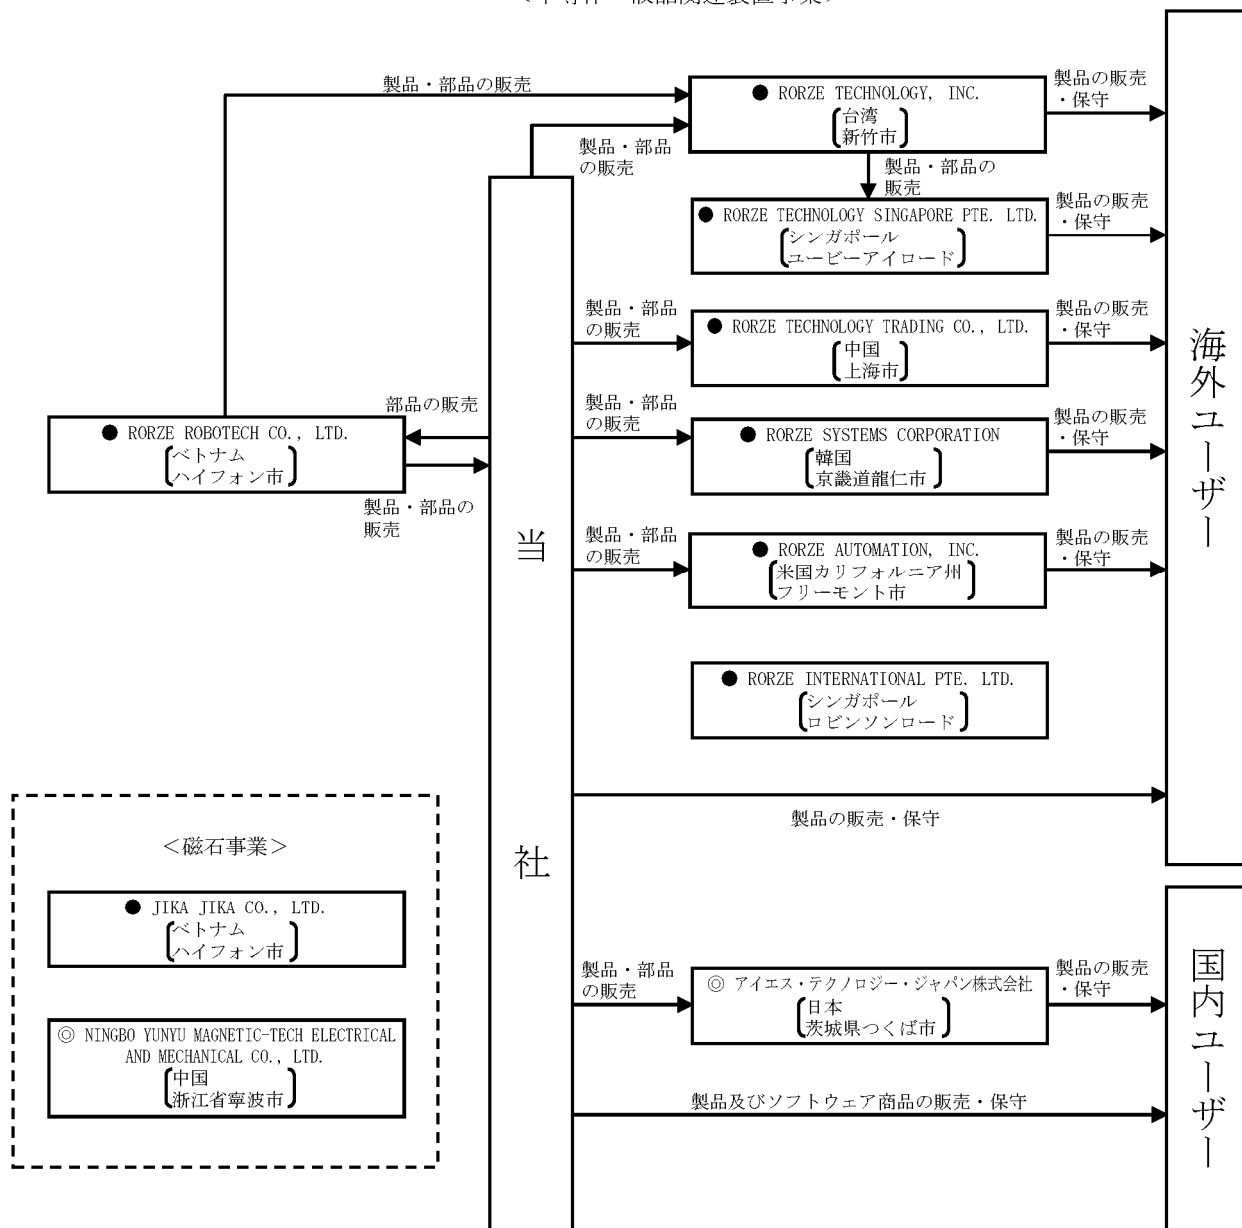 製品・部品の販売
● RORZE TECHNOLOGY, INC.
台湾
新竹市
製品の販売
・保守
製品・部品
の販売
製品・部品の
販売
● RORZE TECHNOLOGY SINGAPORE PTE. LTD.
シンガポール
ユービーアイロード
製品の販売
・保守
製品・部品
の販売
● RORZE TECHNOLOGY TRADING CO., LTD.
中国
上海市
製品の販売
・保守
海外ユーザー
部品の販売
● RORZE ROBOTECH CO., LTD.
ベトナム
ハイフォン市
製品・部品の
販売
製品・部品
の販売
● RORZE SYSTEMS CORPORATION
韓国
京畿道龍仁市
製品の販売
・保守
当社
製品・部品
の販売
● RORZE AUTOMATION, INC.
米国カリフォルニア州
フリーモント市
製品の販売
・保守
● RORZE INTERNATIONAL PTE. LTD.
シンガポール
ロビンソンロード
製品の販売・保守
＜磁石事業＞
● JIKA JIKA CO., LTD.
ベトナム
ハイフォン市
◎ NINGBO YUNYU MAGNETIC-TECH ELECTRICAL
AND MECHANICAL CO., LTD.
中国
浙江省寧波市
製品・部品
の販売
◎ アイエス・テクノロジー・ジャパン株式会社
日本
茨城県つくば市
製品の販売
・保守
国内ユーザー
製品及びソフトウェア商品の販売・保守